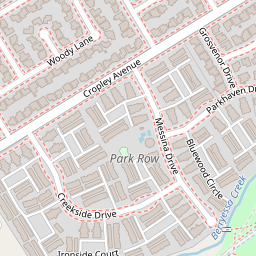 Woody Lane
Grosvenor Drive
Cropley Avenue
Parkhaven D
Messina Drive
Bluewood Circle
Park Row
Creekside Drive
Berryessa Creek
Ironside Court